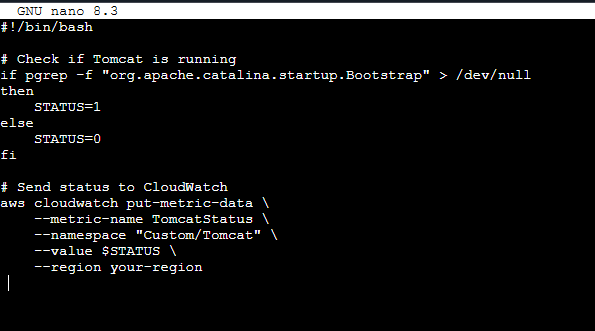 GNU nano 8.3
#!/bin/bash
# Check if Tomcat is running
if pgrep -f "org.apache.catalina.startup.Bootstrap" > /dev/null
then
    STATUS=1
else
    STATUS=0
fi
# Send status to CloudWatch
aws cloudwatch put-metric-data \
    --metric-name TomcatStatus \
    --namespace "Custom/Tomcat" \
    --value $STATUS \
    --region your-region